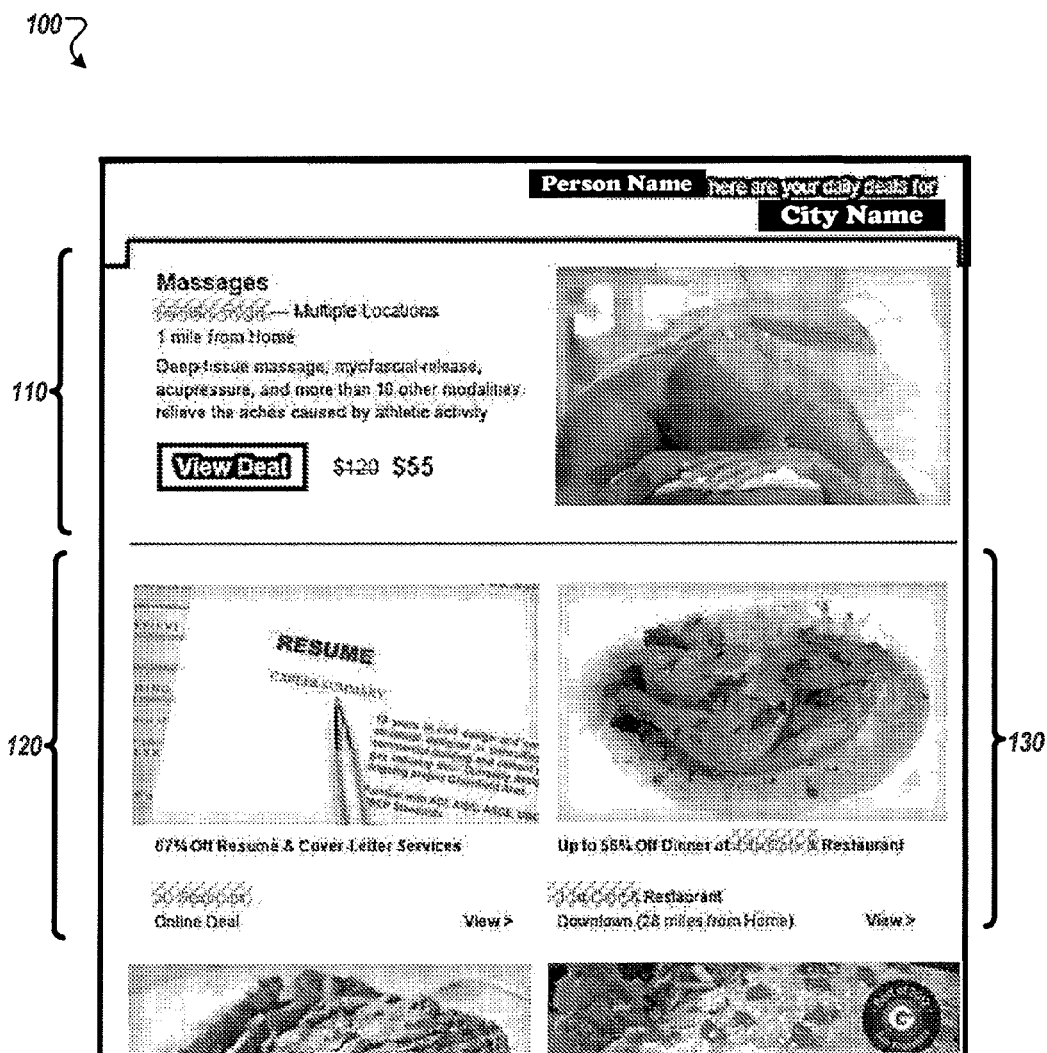 100
Person Name here are your daily deals for
City Name
110
Massages
— Multiple Locations
1 mile from Home
Deep-tissue massage, myofascial release,
acupressure, and more than 10 other modalities
relieve the aches caused by athletic activity
View Deal $120 $55
120
130
RESUME
CAREER SUMMARY
67% Off Resume & Cover-Letter Services
Up to 56% Off Dinner at Restaurant
Online Deal
View >
Restaurant
Downtown (28 miles from Home)
View >
G